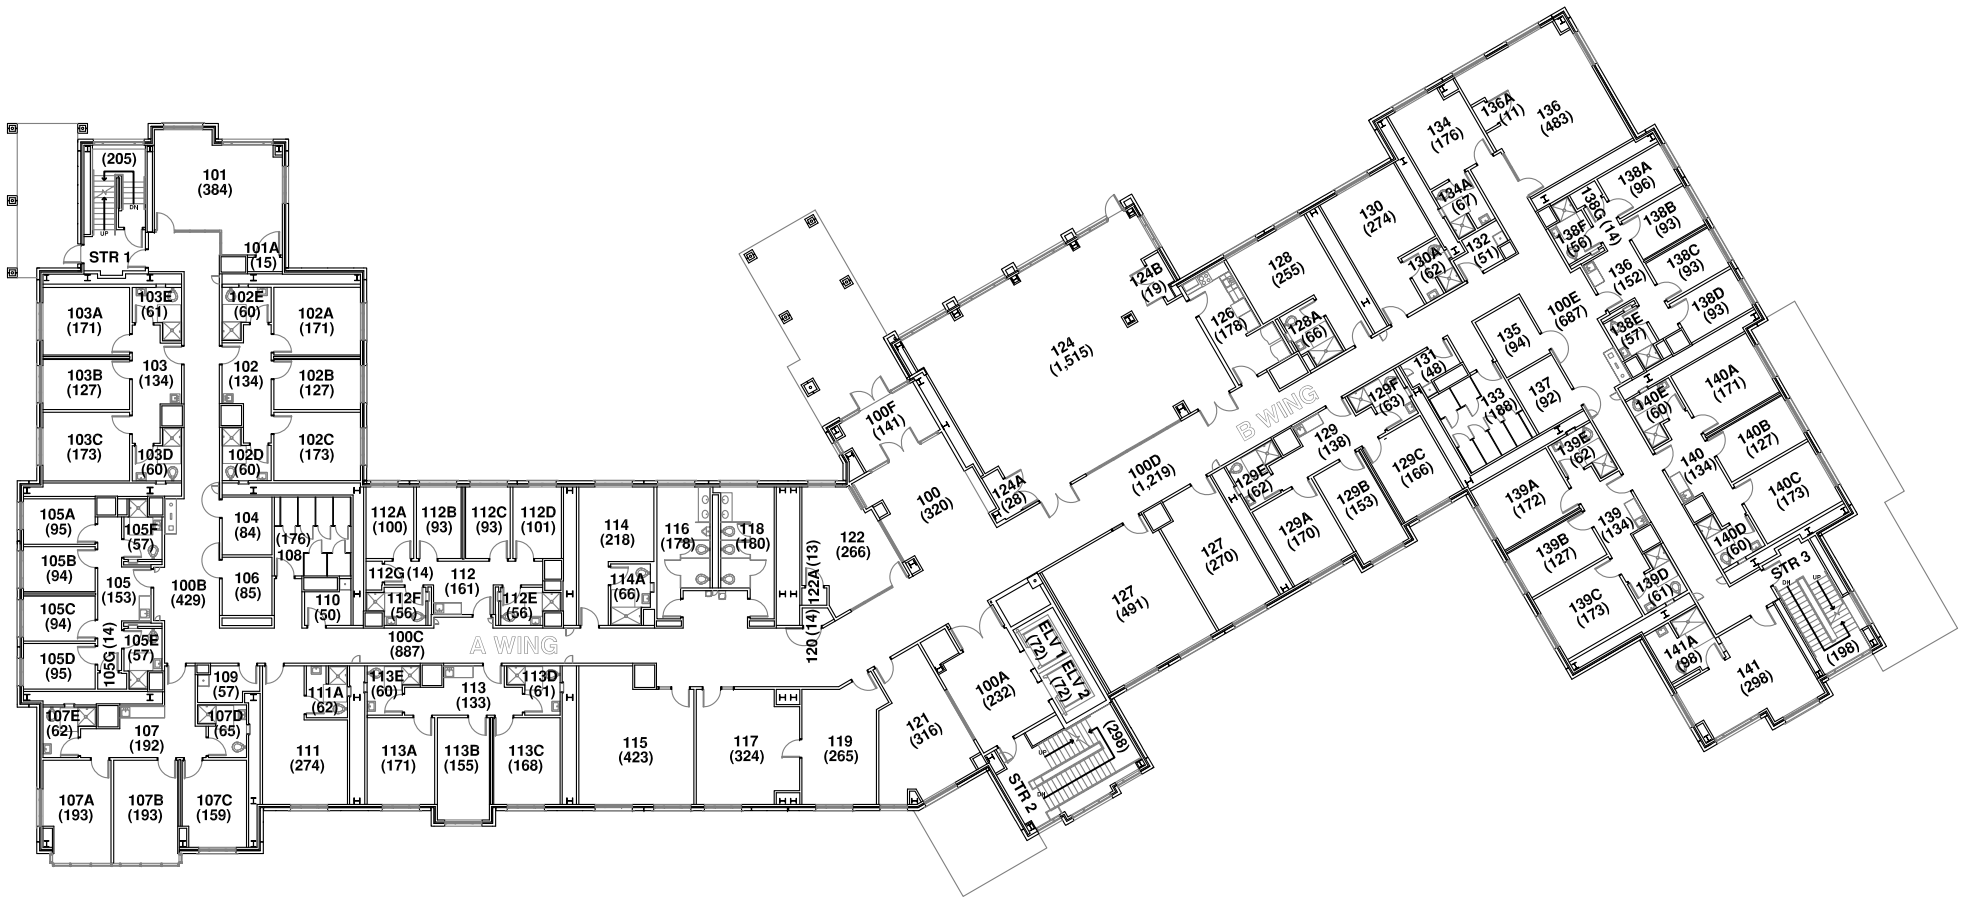 (205)
101
(384)
101A
(15)
DN
UP
STR 1
103E
(61)
102E
(60)
103A
(171)
102A
(171)
103
(134)
102
(134)
103B
(127)
102B
(127)
103C
(173)
103D
(60)
102D
(60)
102C
(173)
105A
(95)
105F
(57)
104
(84)
(176)
108
105B
(94)
105
(153)
100B
(429)
106
(85)
105C
(94)
105G (14)
105E
(57)
105D
(95)
110
(50)
112A
(100)
112B
(93)
112C
(93)
112D
(101)
112G (14)
112
(161)
112F
(56)
112E
(56)
114
(218)
114A
(66)
116
(178)
118
(180)
122
(266)
122A (13)
120 (14)
100C
(887)
A WING
109
(57)
107E
(62)
107
(192)
107D
(65)
107A
(193)
107B
(193)
107C
(159)
111A
(62)
111
(274)
113E
(60)
113
(133)
113D
(61)
113A
(171)
113B
(155)
113C
(168)
115
(423)
117
(324)
119
(265)
121
(316)
100A
(232)
ELV 1
(72)
ELV 2
(72)
(298)
UP
DN
STR 2
100F
(141)
100
(320)
124A
(28)
124
(1,515)
124B
(19)
126
(178)
128
(255)
128A
(66)
130
(274)
130A
(62)
132
(51)
134
(176)
134A
(67)
136A
(11)
136
(483)
138A
(96)
138G (14)
138F
(56)
138B
(93)
138C
(93)
136
(152)
138D
(93)
138E
(57)
100E
(687)
135
(94)
131
(48)
133
(188)
137
(92)
B WING
100D
(1,219)
129F
(63)
129
(138)
129E
(62)
129C
(166)
129B
(153)
129A
(170)
127
(270)
127
(491)
140A
(171)
140E
(60)
140B
(127)
140
(134)
140C
(173)
140D
(60)
139E
(62)
139A
(172)
139
(134)
139B
(127)
139D
(61)
139C
(173)
STR 3
DN
UP
(198)
141A
(98)
141
(298)